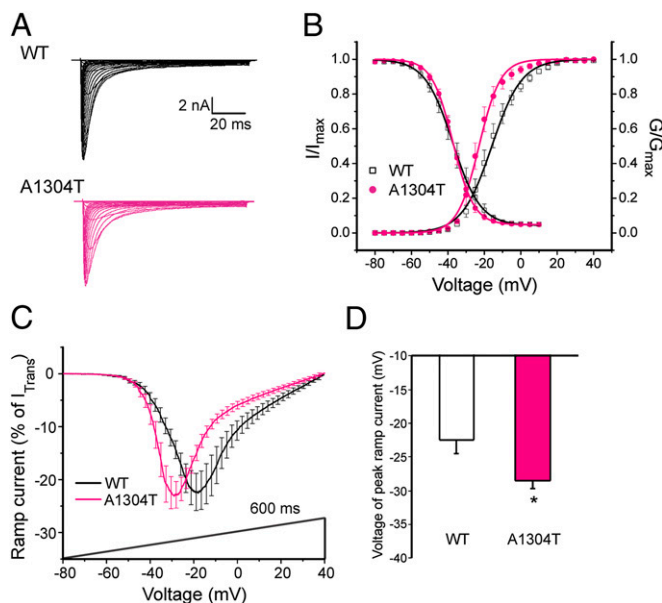 A
WT
2 nA
20 ms
A1304T
B
1.0
0.8
0.6
0.4
0.2
0.0
I/Imax
1.0
0.8
0.6
0.4
0.2
0.0
G/Gmax
WT
A1304T
-80 -60 -40 -20 0 20 40
Voltage (mV)
C
0
-10
-20
-30
Ramp current (% of ITrans)
WT
A1304T
600 ms
-80 -60 -40 -20 0 20 40
Voltage (mV)
D
-10
-15
-20
-25
-30
-35
-40
Voltage of peak ramp current (mV)
*
WT A1304T